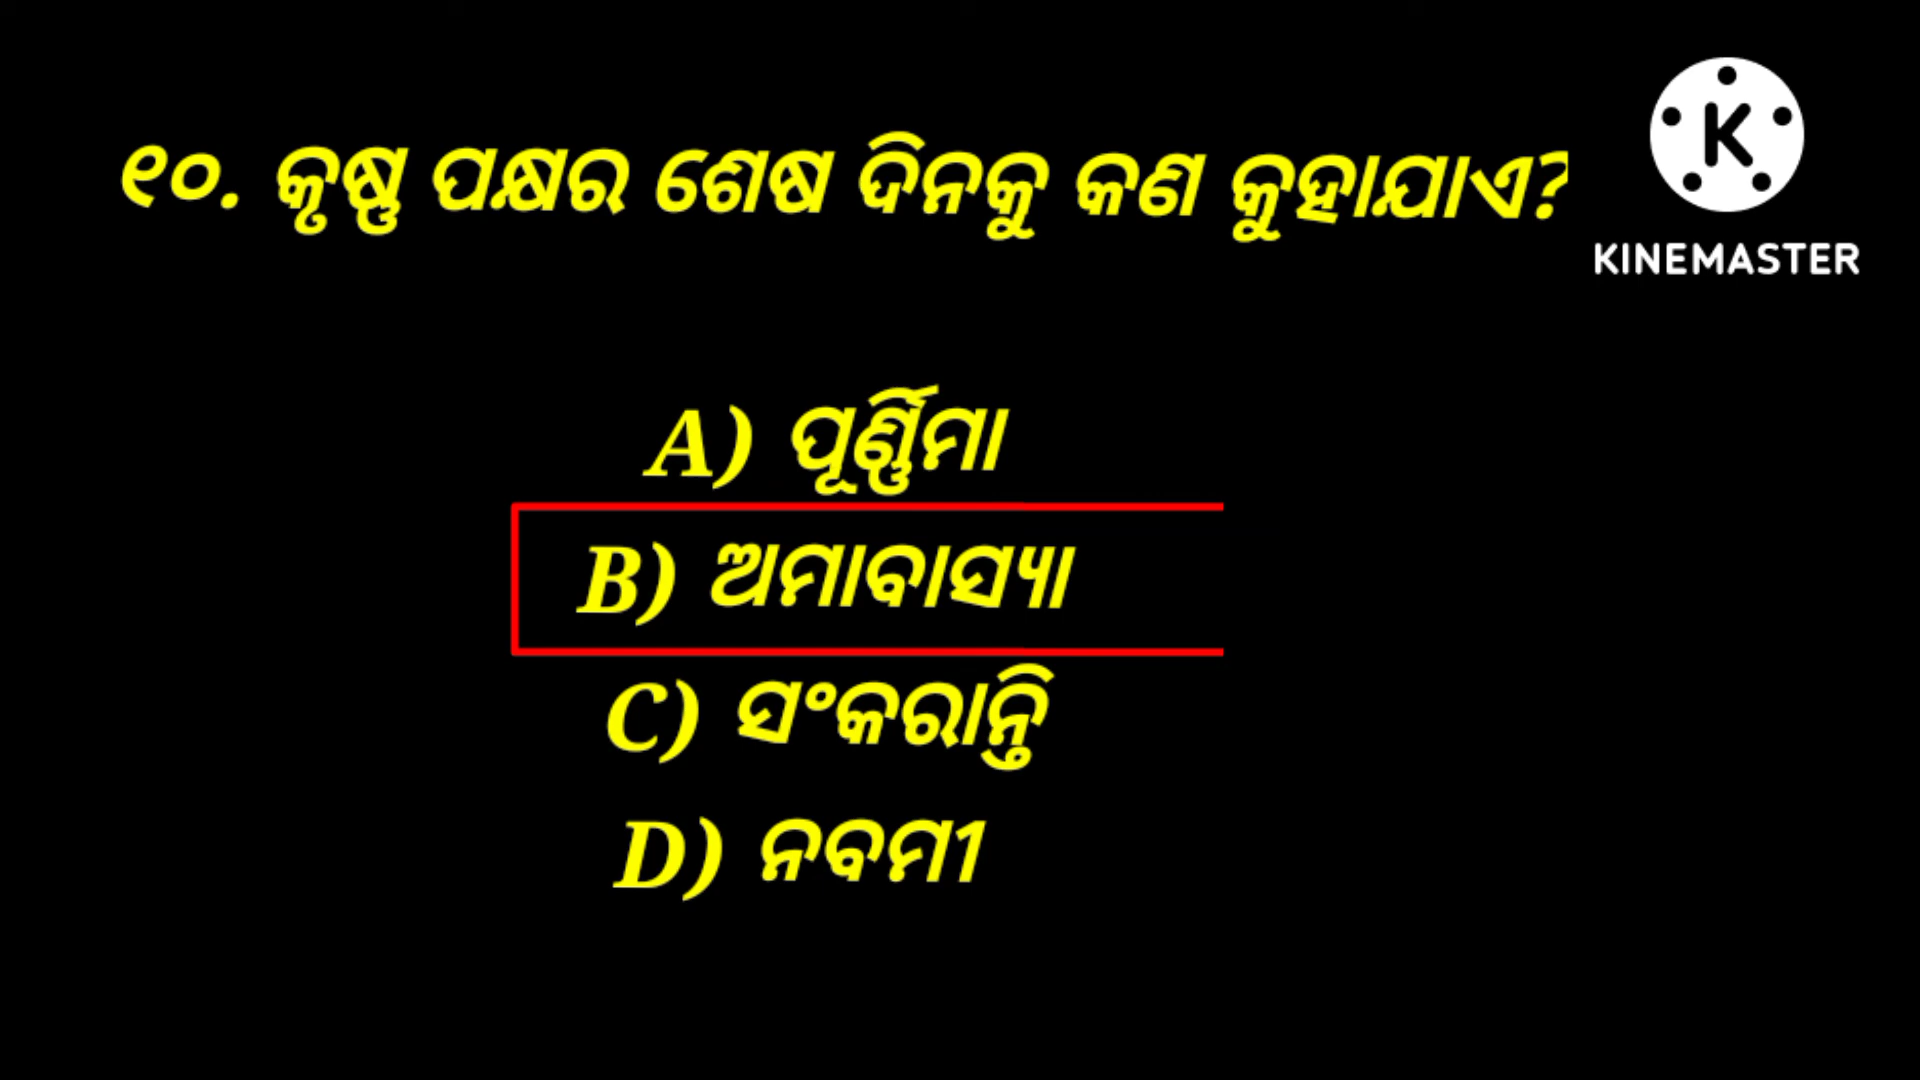 ୧୦. କୃଷ୍ଣ ପକ୍ଷର ଶେଷ ଦିନକୁ କଣ କୁହାଯାଏ?
K
KINEMASTER
A) ପୂର୍ଣ୍ଣିମା
B) ଅମାବାସ୍ୟା
C) ସଂକରାନ୍ତି
D) ନବମୀ